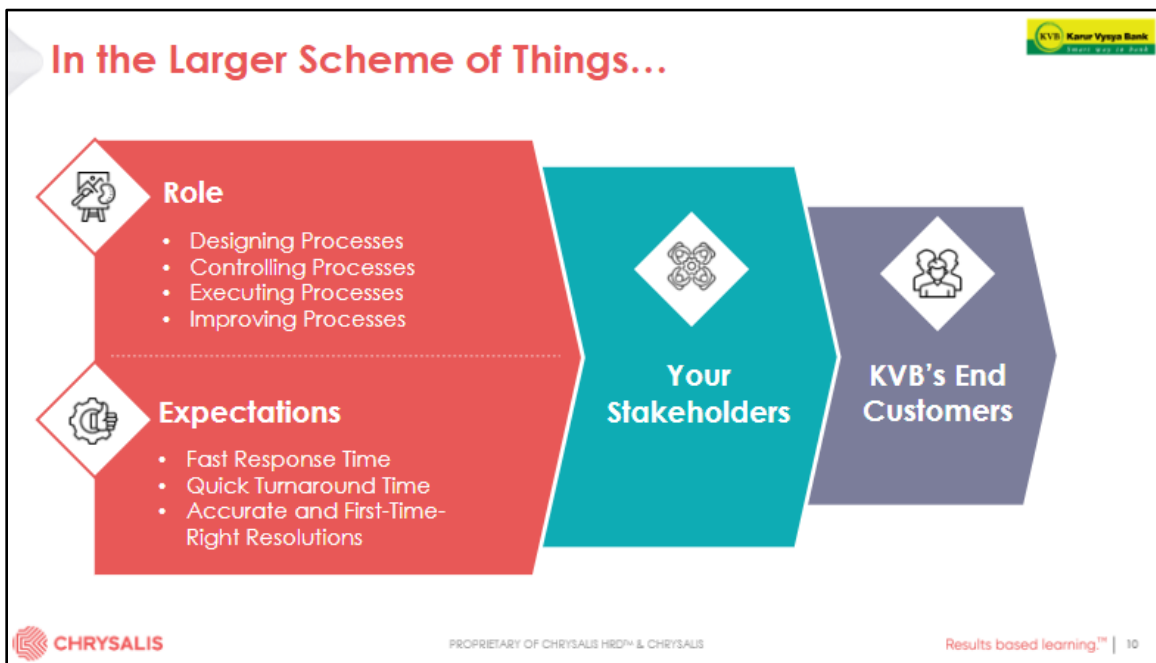 In the Larger Scheme of Things...
KVB Karur Vysya Bank
Smart way to bank
Role
• Designing Processes
• Controlling Processes
• Executing Processes
• Improving Processes
Expectations
• Fast Response Time
• Quick Turnaround Time
• Accurate and First-Time-
Right Resolutions
Your
Stakeholders
KVB's End
Customers
CHRYSALIS
PROPRIETARY OF CHRYSALIS HRD™ & CHRYSALIS
Results based learning.™ | 10